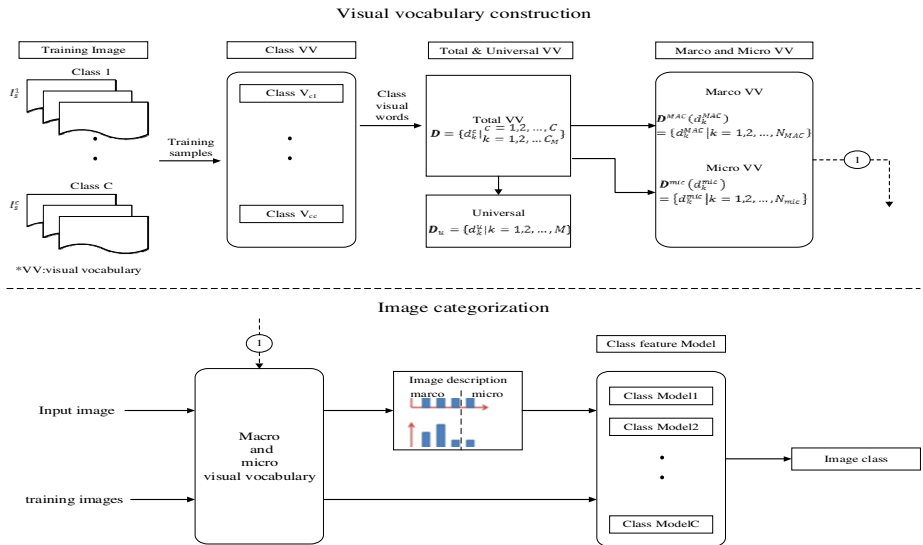 Visual vocabulary construction
Training Image
Class VV
Total & Universal VV
Marco and Micro VV
Class 1
I_s^1
Class C
I_s^c
*VV:visual vocabulary
Training
samples
Class V_c1
Class V_cc
Class
visual
words
Total VV
D = {d_k^c | c = 1,2, ..., C
k = 1,2, ... C_M}
Universal
D_u = {d_k^u|k = 1,2, ..., M}
Marco VV
D^MAC(d_k^MAC)
= {d_k^MAC|k = 1,2, ..., N_MAC}
Micro VV
D^mic(d_k^mic)
= {d_k^mic|k = 1,2, ..., N_mic}
1
Image categorization
1
Input image
training images
Macro
and
micro
visual vocabulary
Image description
marco micro
Class feature Model
Class Model1
Class Model2
Class ModelC
Image class